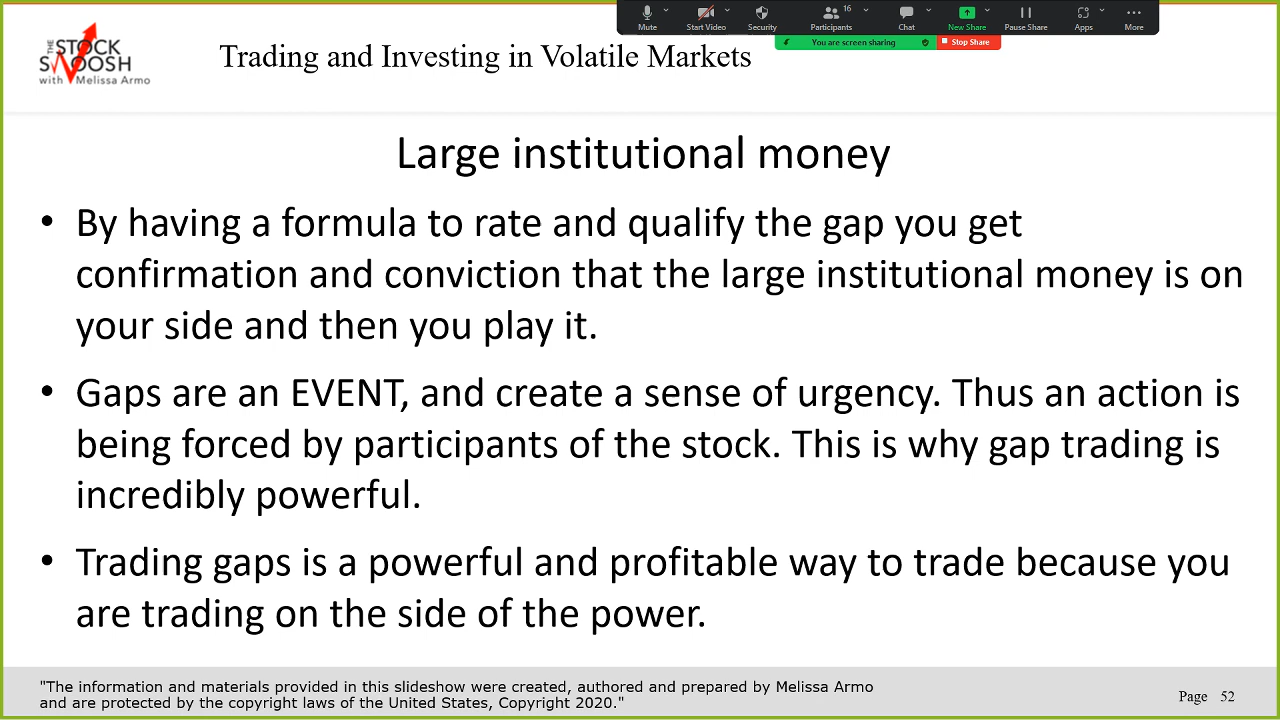 Mute
Start Video
Security
16
Participants
Chat
New Share
Pause Share
Apps
More
You are screen sharing
Stop Share
THE
STOCK
SWOOSH
with Melissa Armo
Trading and Investing in Volatile Markets
Large institutional money
• By having a formula to rate and qualify the gap you get
confirmation and conviction that the large institutional money is on
your side and then you play it.
• Gaps are an EVENT, and create a sense of urgency. Thus an action is
being forced by participants of the stock. This is why gap trading is
incredibly powerful.
• Trading gaps is a powerful and profitable way to trade because you
are trading on the side of the power.
"The information and materials provided in this slideshow were created, authored and prepared by Melissa Armo
and are protected by the copyright laws of the United States, Copyright 2020."
Page 52